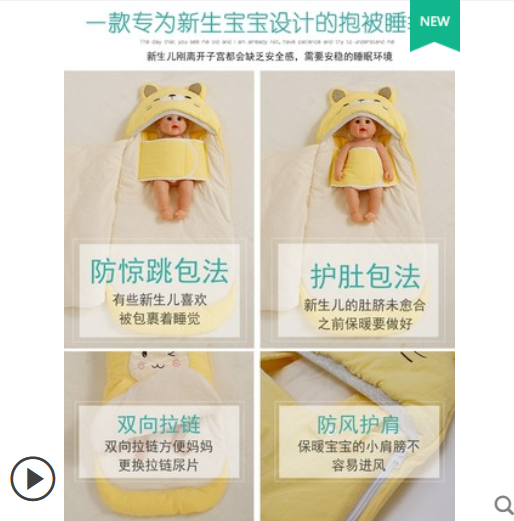 一款专为新生宝宝设计的抱被睡
NEW
The day that you see me old and I am already not, have patience and try to understand me
新生儿刚离开子宫都会缺乏安全感，需要安稳的睡眠环境
防惊跳包法
有些新生儿喜欢
被包裹着睡觉
护肚包法
新生儿的肚脐未愈合
之前保暖要做好
双向拉链
双向拉链方便妈妈
更换拉链尿片
防风护肩
保暖宝宝的小肩膀不
容易进风